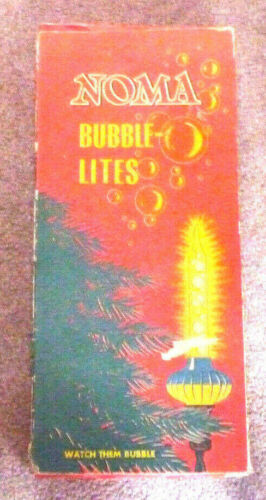 NOMA
BUBBLE-
LITES
WATCH THEM BUBBLE